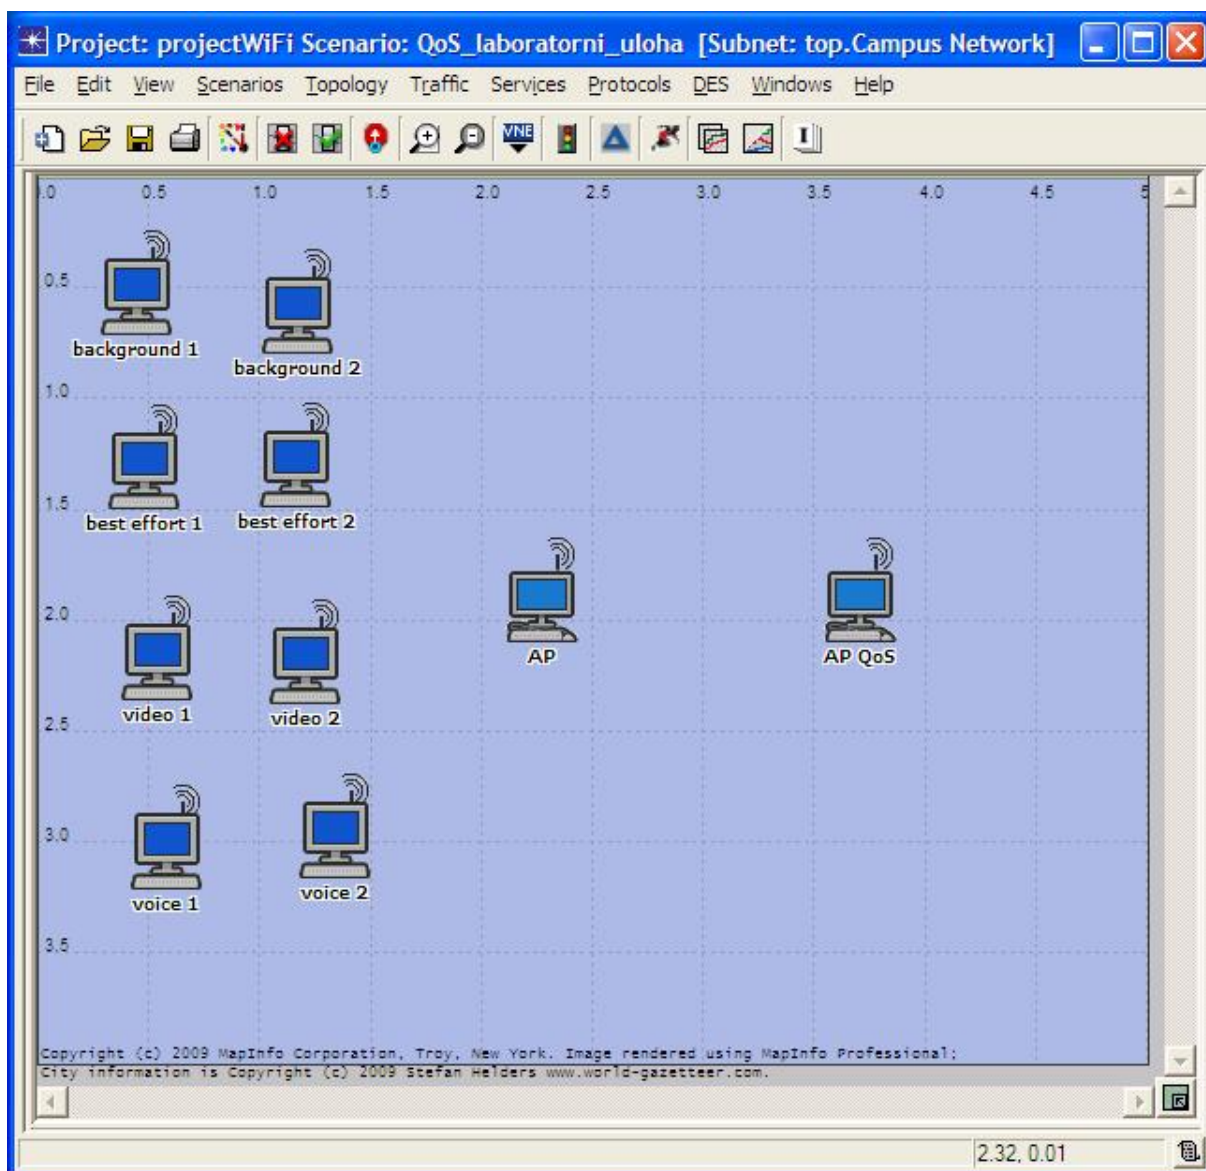 Project: projectWiFi Scenario: QoS_laboratorni_uloha [Subnet: top.Campus Network]
File Edit View Scenarios Topology Traffic Services Protocols DES Windows Help
VNE
.0 0.5 1.0 1.5 2.0 2.5 3.0 3.5 4.0 4.5 5
0.5
background 1
background 2
1.0
1.5
best effort 1 best effort 2
2.0
AP AP QoS
video 1 video 2
2.5
3.0
voice 1 voice 2
3.5
Copyright (c) 2009 MapInfo Corporation, Troy, New York. Image rendered using MapInfo Professional;
City information is Copyright (c) 2009 Stefan Helders www.world-gazetteer.com.
2.32, 0.01